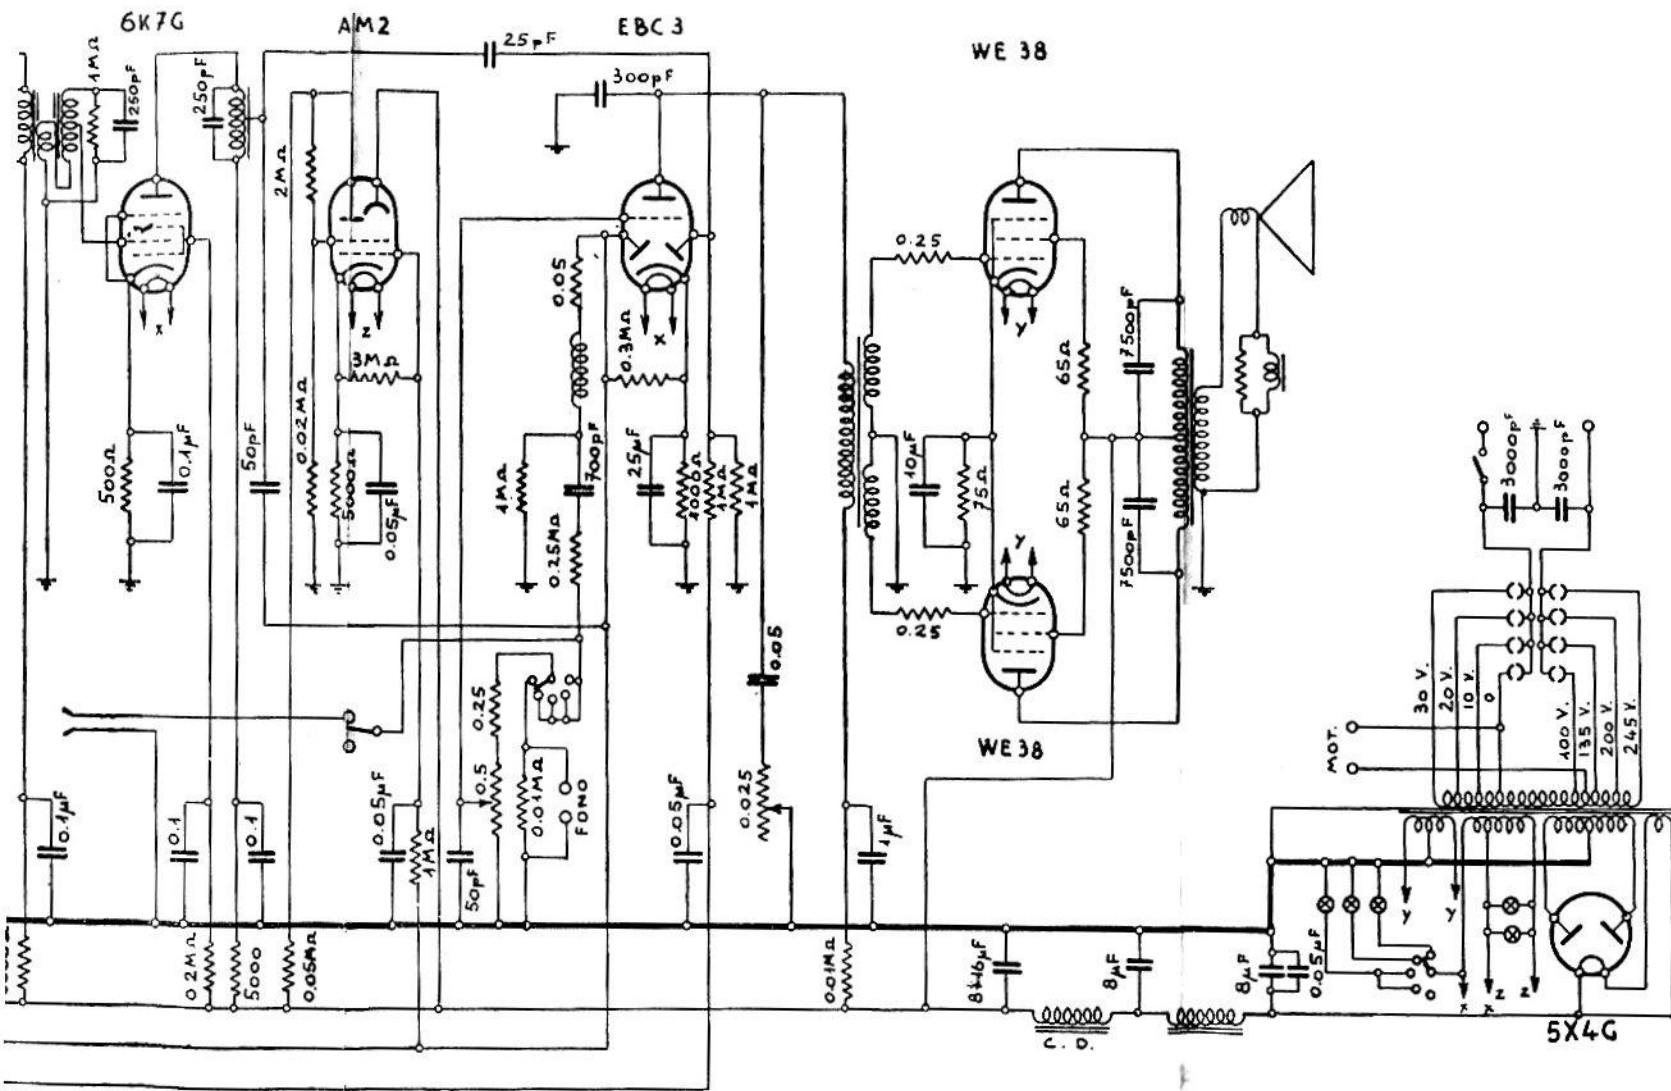 6K7G
AM2
EBC3
WE 38
25pF
300pF
1MΩ
250pF
250pF
2MΩ
0.25
0.05
x
z
x
y
3MΩ
0.3MΩ
65Ω
7500pF
0.02MΩ
500Ω
0.1µF
50pF
5000Ω
0.05µF
1MΩ
700pF
25µF
1000Ω
1MΩ
1MΩ
10µF
75Ω
65Ω
7500pF
3000pF
3000pF
y
0.25MΩ
0.25
0.05
WE 38
30 V.
20 V.
10 V.
0
100 V.
135 V.
200 V.
245 V.
MOT.
0.25
0.5
0.01MΩ
FONO
0.025
0.1µF
0.1
0.1
0.05µF
1MΩ
50pF
0.05µF
1µF
y
y
0.2MΩ
5000
0.05MΩ
0.01MΩ
8+16µF
8µF
8µF
0.05µF
x
x
z
z
C.D.
5X4G